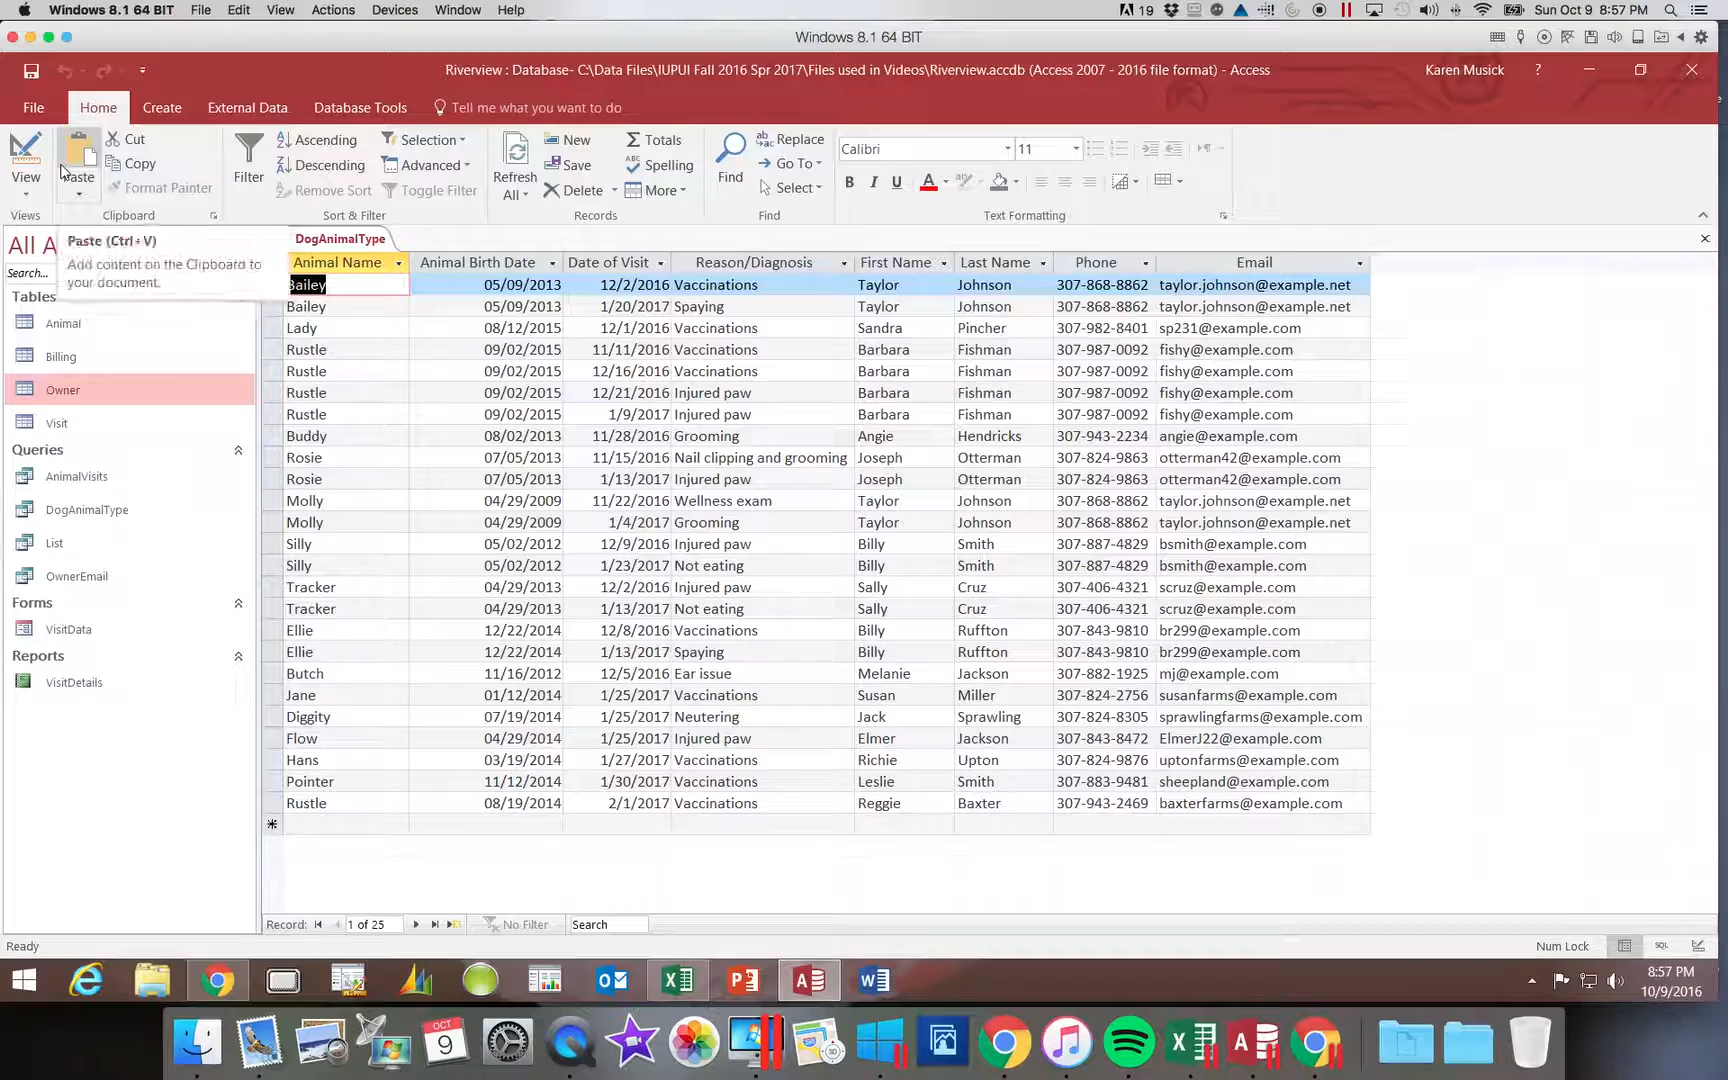 Windows 8.1 64 BIT File Edit View Actions Devices Window Help 19 Sun Oct 9 8:57 PM
Windows 8.1 64 BIT
Riverview : Database- C:\Data Files\IUPUI Fall 2016 Spr 2017\Files used in Videos\Riverview.accdb (Access 2007 - 2016 file format) - Access Karen Musick ?
File Home Create External Data Database Tools Tell me what you want to do
View Paste Cut Copy Format Painter Filter Ascending Descending Remove Sort Selection Advanced Toggle Filter Refresh All New Save Delete Totals Spelling More Find Replace Go To Select Calibri 11 B I U A
Views Clipboard Sort & Filter Records Find Text Formatting
All A
Search...
Paste (Ctrl+V)
Add content on the Clipboard to
your document.
Tables
Animal
Billing
Owner
Visit
Queries
AnimalVisits
DogAnimalType
List
OwnerEmail
Forms
VisitData
Reports
VisitDetails
DogAnimalType
Animal Name Animal Birth Date Date of Visit Reason/Diagnosis First Name Last Name Phone Email
Bailey 05/09/2013 12/2/2016 Vaccinations Taylor Johnson 307-868-8862 taylor.johnson@example.net
Bailey 05/09/2013 1/20/2017 Spaying Taylor Johnson 307-868-8862 taylor.johnson@example.net
Lady 08/12/2015 12/1/2016 Vaccinations Sandra Pincher 307-982-8401 sp231@example.com
Rustle 09/02/2015 11/11/2016 Vaccinations Barbara Fishman 307-987-0092 fishy@example.com
Rustle 09/02/2015 12/16/2016 Vaccinations Barbara Fishman 307-987-0092 fishy@example.com
Rustle 09/02/2015 12/21/2016 Injured paw Barbara Fishman 307-987-0092 fishy@example.com
Rustle 09/02/2015 1/9/2017 Injured paw Barbara Fishman 307-987-0092 fishy@example.com
Buddy 08/02/2013 11/28/2016 Grooming Angie Hendricks 307-943-2234 angie@example.com
Rosie 07/05/2013 11/15/2016 Nail clipping and grooming Joseph Otterman 307-824-9863 otterman42@example.com
Rosie 07/05/2013 1/13/2017 Injured paw Joseph Otterman 307-824-9863 otterman42@example.com
Molly 04/29/2009 11/22/2016 Wellness exam Taylor Johnson 307-868-8862 taylor.johnson@example.net
Molly 04/29/2009 1/4/2017 Grooming Taylor Johnson 307-868-8862 taylor.johnson@example.net
Silly 05/02/2012 12/9/2016 Injured paw Billy Smith 307-887-4829 bsmith@example.com
Silly 05/02/2012 1/23/2017 Not eating Billy Smith 307-887-4829 bsmith@example.com
Tracker 04/29/2013 12/2/2016 Injured paw Sally Cruz 307-406-4321 scruz@example.com
Tracker 04/29/2013 1/13/2017 Not eating Sally Cruz 307-406-4321 scruz@example.com
Ellie 12/22/2014 12/8/2016 Vaccinations Billy Ruffton 307-843-9810 br299@example.com
Ellie 12/22/2014 1/13/2017 Spaying Billy Ruffton 307-843-9810 br299@example.com
Butch 11/16/2012 12/5/2016 Ear issue Melanie Jackson 307-882-1925 mj@example.com
Jane 01/12/2014 1/25/2017 Vaccinations Susan Miller 307-824-2756 susanfarms@example.com
Diggity 07/19/2014 1/25/2017 Neutering Jack Sprawling 307-824-8305 sprawlingfarms@example.com
Flow 04/29/2014 1/25/2017 Injured paw Elmer Jackson 307-843-8472 ElmerJ22@example.com
Hans 03/19/2014 1/27/2017 Vaccinations Richie Upton 307-824-9876 uptonfarms@example.com
Pointer 11/12/2014 1/30/2017 Vaccinations Leslie Smith 307-883-9481 sheepland@example.com
Rustle 08/19/2014 2/1/2017 Vaccinations Reggie Baxter 307-943-2469 baxterfarms@example.com
Record: 1 of 25 No Filter Search
Ready Num Lock SQL
8:57 PM
10/9/2016
OCT
9